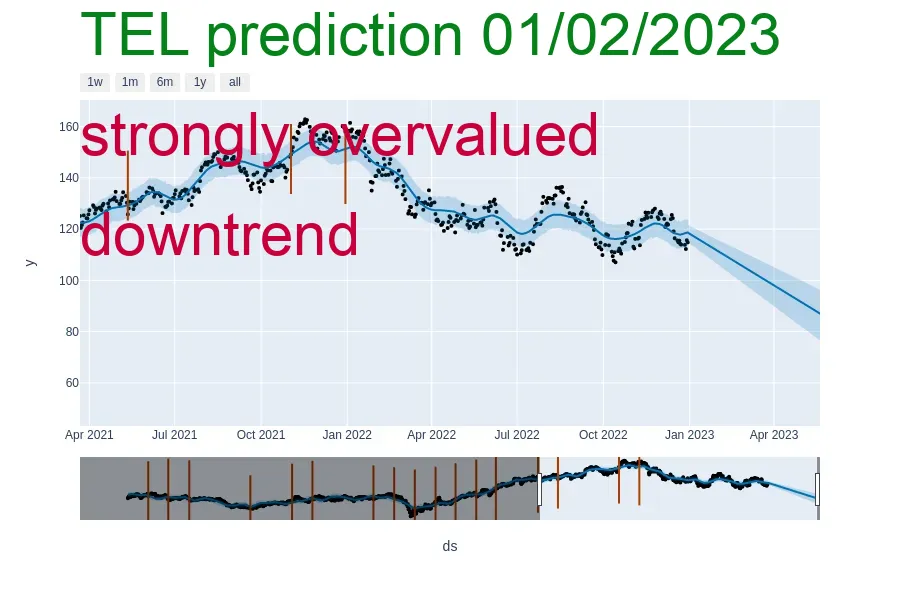 TEL prediction 01/02/2023
1w 1m 6m 1y all
strongly overvalued
downtrend
160
140
120
100
80
60
y
Apr 2021 Jul 2021 Oct 2021 Jan 2022 Apr 2022 Jul 2022 Oct 2022 Jan 2023 Apr 2023
ds